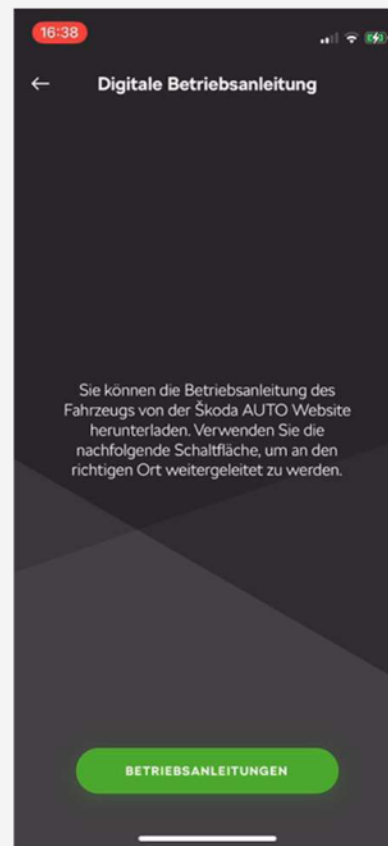 16:38
Digitale Betriebsanleitung
Sie können die Betriebsanleitung des
Fahrzeugs von der Škoda AUTO Website
herunterladen. Verwenden Sie die
nachfolgende Schaltfläche, um an den
richtigen Ort weitergeleitet zu werden.
BETRIEBSANLEITUNGEN